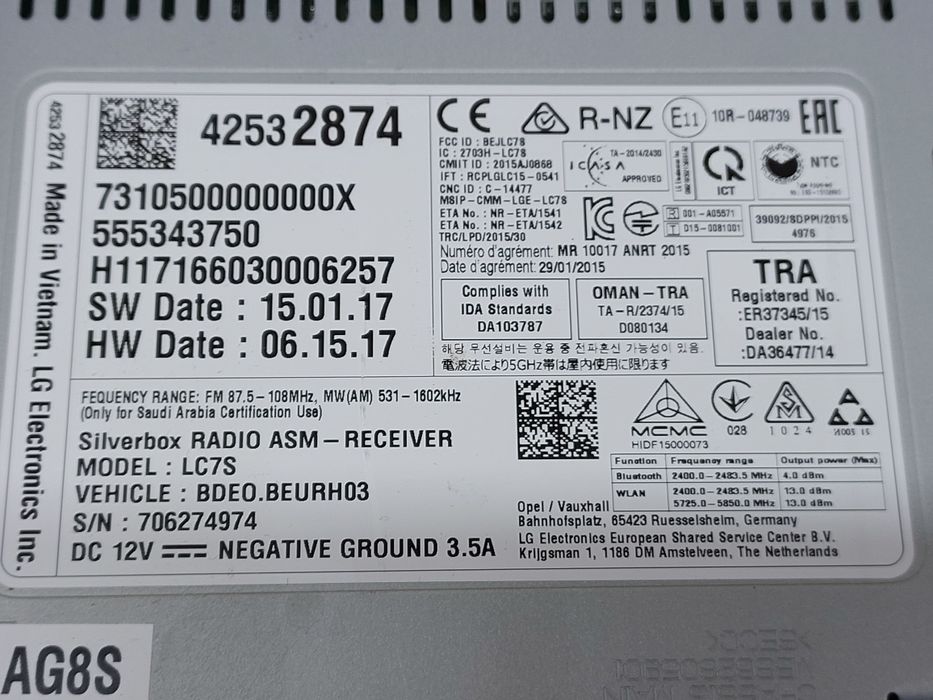 42532874
7310500000000X
555343750
H117166030006257
SW Date : 15.01.17
HW Date : 06.15.17
42532874 Made in Vietnam. LG Electronics Inc.
CE R-NZ E11 10R-048739 EAC
FCC ID : BEJLC7S
IC : 2703H-LC7S
CMIIT ID : 2015AJ0868
IFT : RCPLGLC15-0541
CNC ID : C-14477
MSIP-CMM-LGE-LC7S
ETA No. : NR-ETA/1541
ETA No. : NR-ETA/1542
TRC/LPD/2015/30
ICASA TA-2014/2430
APPROVED
ICT
NTC
R 001-A05571
T D15-0081001
39092/SDPPI/2015
4976
Numéro d'agrément: MR 10017 ANRT 2015
Date d'agrément: 29/01/2015
Complies with
IDA Standards
DA103787
OMAN-TRA
TA-R/2374/15
D080134
TRA
Registered No.
:ER37345/15
Dealer No.
:DA36477/14
해당 무선설비는 운용 중 전파혼신 가능성이 있음.
電波法により5GHz帯は屋内使用に限ります
FEQUENCY RANGE: FM 87.5-108MHz, MW(AM) 531-1602kHz
(Only for Saudi Arabia Certification Use)
Silverbox RADIO ASM-RECEIVER
MODEL : LC7S
VEHICLE : BDEO.BEURH03
S/N : 706274974
DC 12V NEGATIVE GROUND 3.5A
MCMC
HIDF15000073
028
1024
Function Frequency range Output power (Max)
Bluetooth 2400.0-2483.5 MHz 4.0 dBm
WLAN 2400.0-2483.5 MHz 13.0 dBm
5725.0-5850.0 MHz 13.0 dBm
Opel / Vauxhall
Bahnhofsplatz, 65423 Ruesselsheim, Germany
LG Electronics European Shared Service Center B.V.
Krijgsman 1, 1186 DM Amstelveen, The Netherlands
AG8S